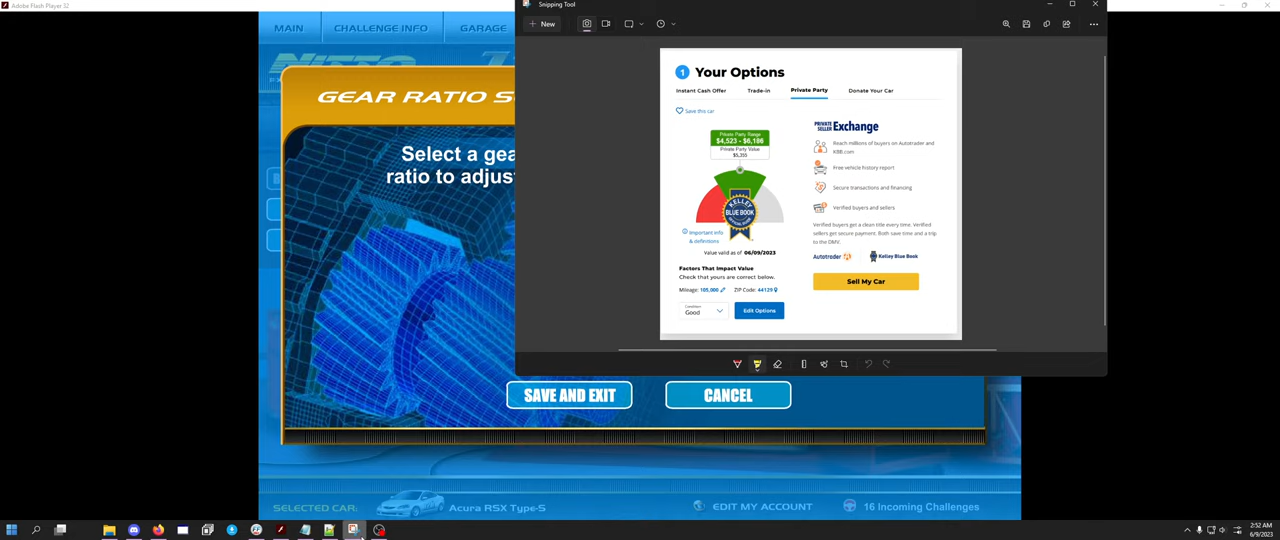 Adobe Flash Player 32
MAIN
CHALLENGE INFO
GARAGE
NITTO
GEAR RATIO S
Select a gea
ratio to adjust
SAVE AND EXIT
CANCEL
SELECTED CAR:
Acura RSX Type-S
EDIT MY ACCOUNT
16 Incoming Challenges
Snipping Tool
New
1 Your Options
Instant Cash Offer
Trade-in
Private Party
Donate Your Car
Save this car
Private Party Range
$4,523 - $6,186
Private Party Value
$5,355
KELLEY
BLUE BOOK
Important info
& definitions
Value valid as of 06/09/2023
Factors That Impact Value
Check that yours are correct below.
Mileage: 105,000
ZIP Code: 44129
Condition
Good
Edit Options
PRIVATE SELLER Exchange
Reach millions of buyers on Autotrader and
KBB.com
Free vehicle history report
Secure transactions and financing
Verified buyers and sellers
Verified buyers get a clean title every time. Verified
sellers get secure payment. Both save time and a trip
to the DMV.
Autotrader
Kelley Blue Book
Sell My Car
2:52 AM
6/9/2023